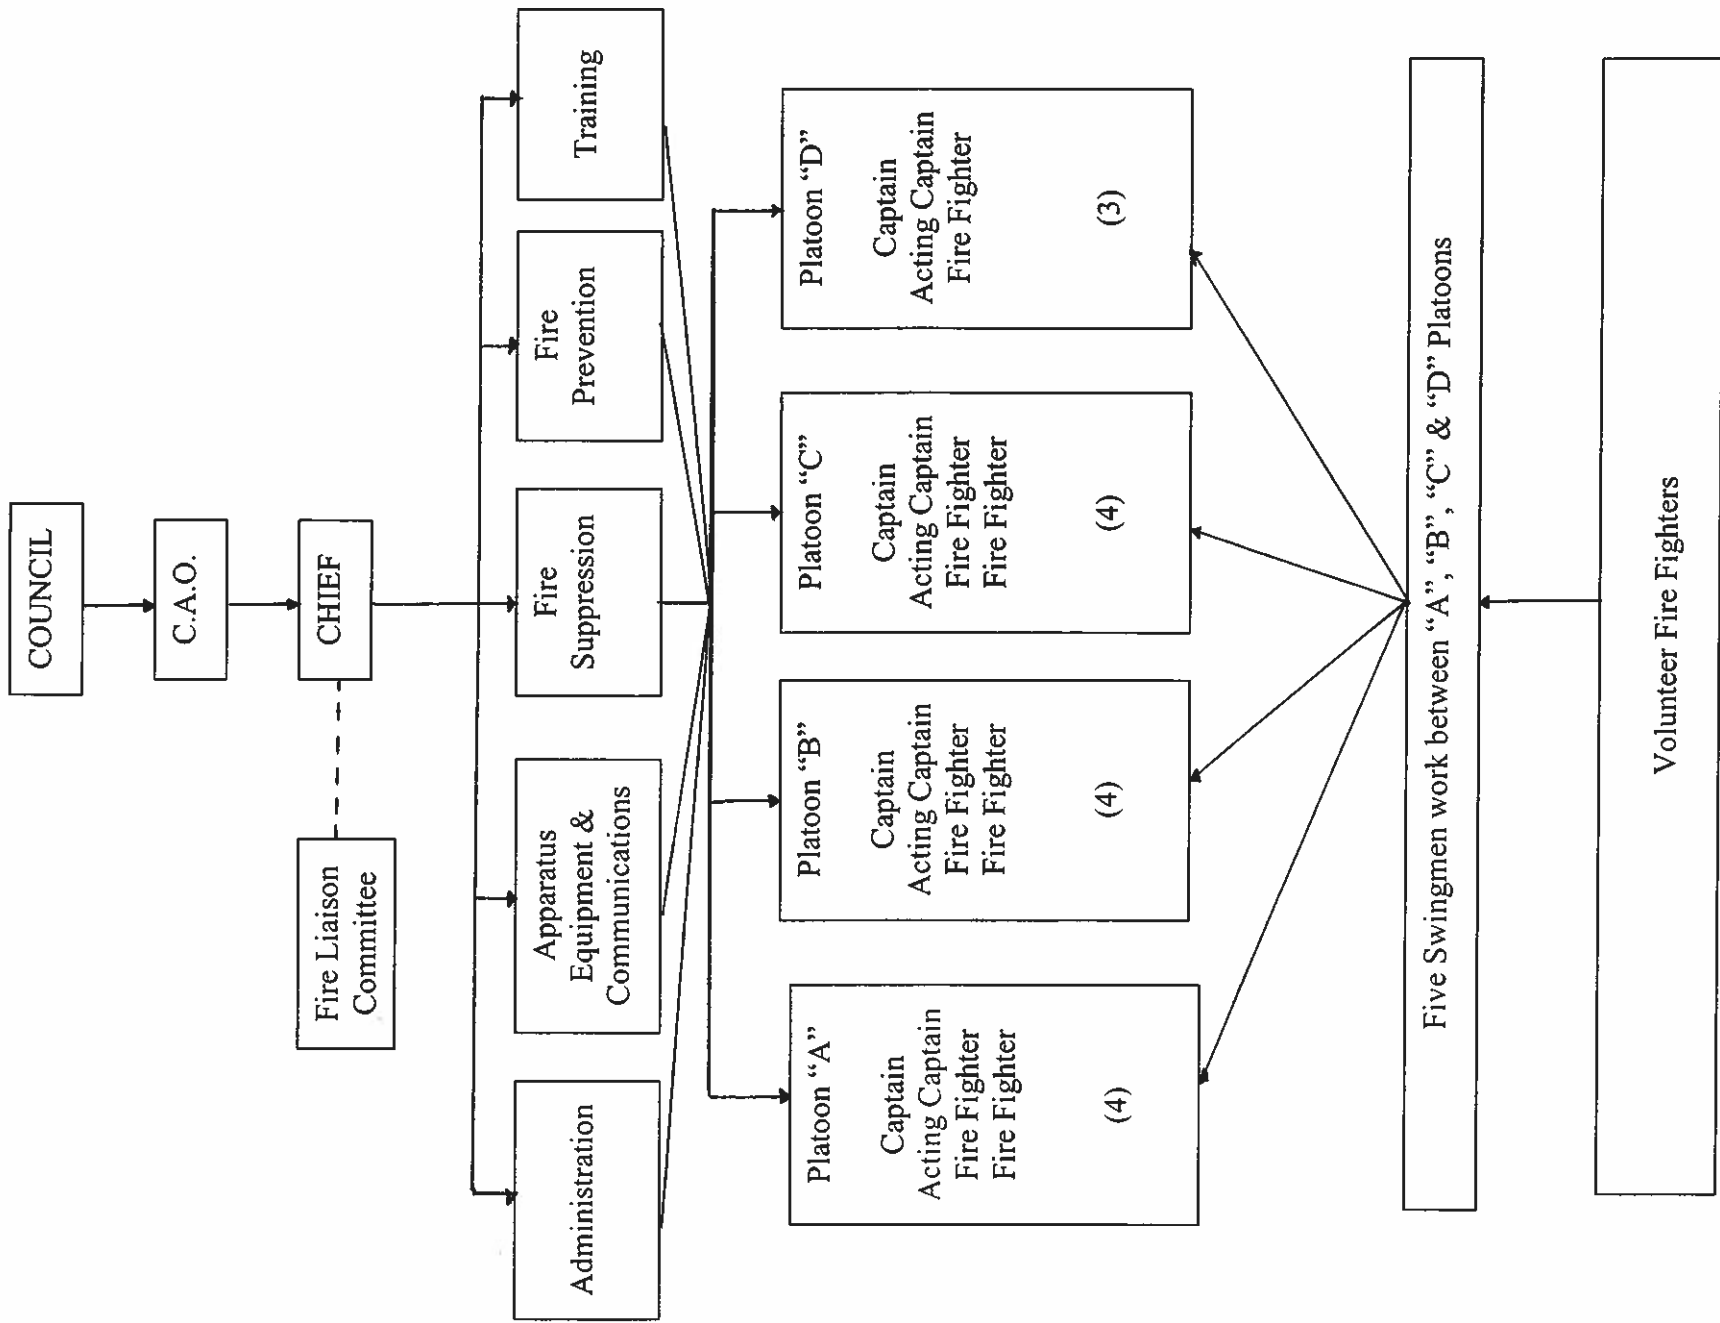 COUNCIL
C.A.O.
CHIEF
Fire Liaison
Committee
Administration
Apparatus
Equipment &
Communications
Fire
Suppression
Fire
Prevention
Training
Platoon “A”
Captain
Acting Captain
Fire Fighter
Fire Fighter
(4)
Platoon “B”
Captain
Acting Captain
Fire Fighter
Fire Fighter
(4)
Platoon “C”
Captain
Acting Captain
Fire Fighter
Fire Fighter
(4)
Platoon “D”
Captain
Acting Captain
Fire Fighter
(3)
Five Swingmen work between “A”, “B”, “C” & “D” Platoons
Volunteer Fire Fighters